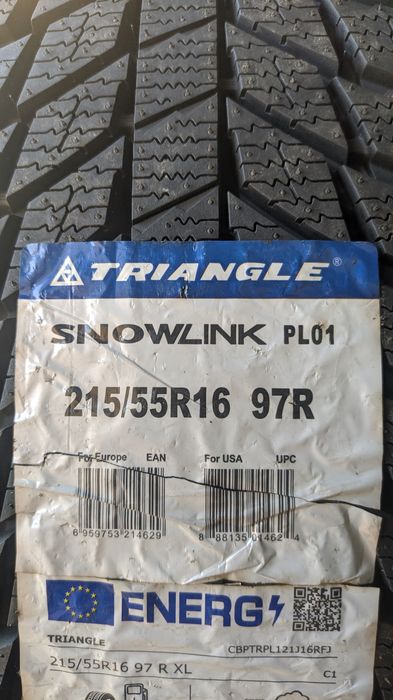 TRIANGLE®
SNOWLINK PL01
215/55R16 97R
For Europe EAN For USA UPC
6 959753 214629 8 88135 01462 4
ENERG
TRIANGLE CBPTRPL121J16RFJ
215/55R16 97 R XL C1